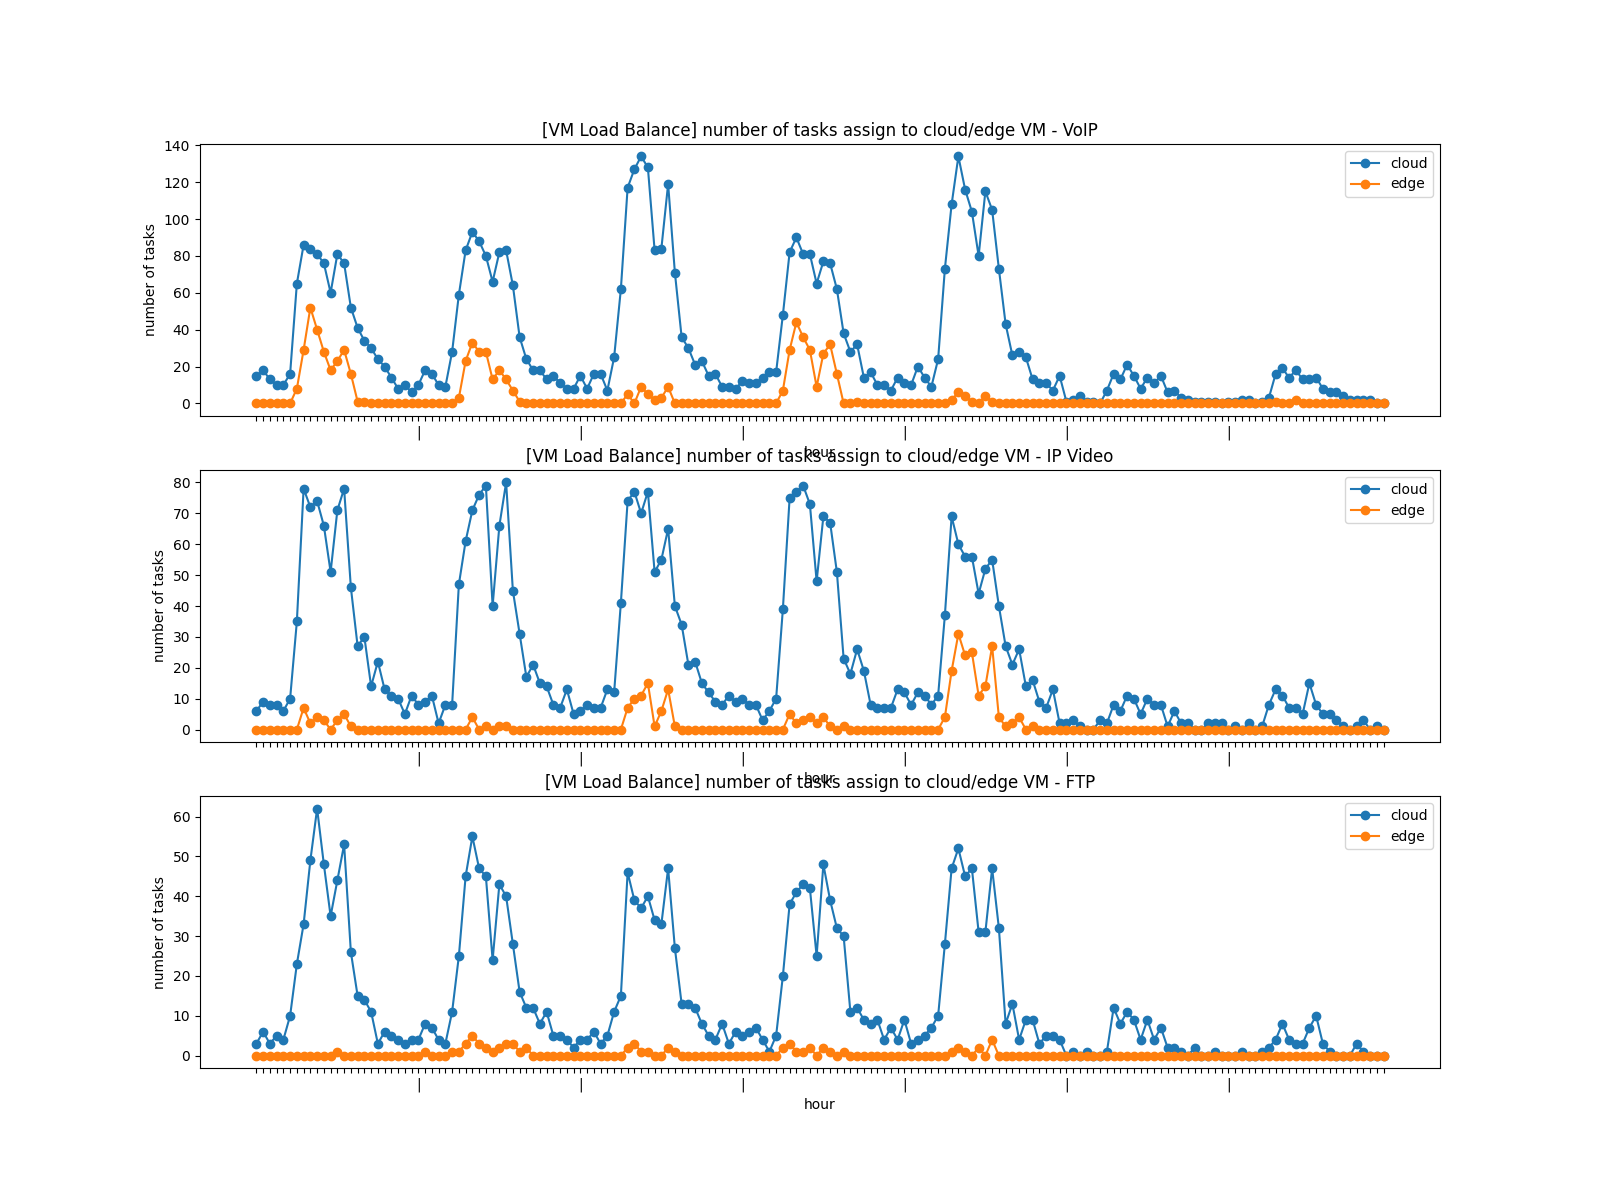 [VM Load Balance] number of tasks assign to cloud/edge VM - VoIP
140
120
100
80
60
40
20
0
number of tasks
cloud
edge
hour
[VM Load Balance] number of tasks assign to cloud/edge VM - IP Video
80
70
60
50
40
30
20
10
0
number of tasks
cloud
edge
hour
[VM Load Balance] number of tasks assign to cloud/edge VM - FTP
60
50
40
30
20
10
0
number of tasks
cloud
edge
hour